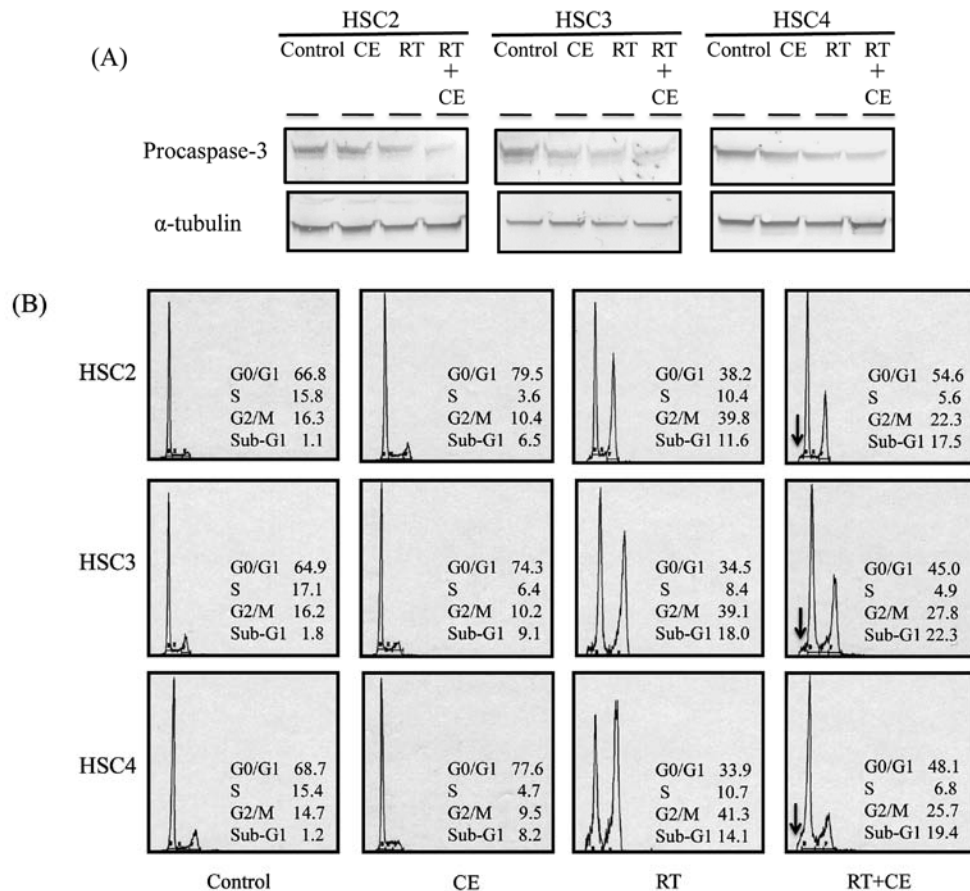 (A)
HSC2 HSC3 HSC4
Control CE RT RT + CE Control CE RT RT + CE Control CE RT RT + CE
Procaspase-3
α-tubulin
(B)
HSC2
G0/G1 66.8
S 15.8
G2/M 16.3
Sub-G1 1.1
G0/G1 79.5
S 3.6
G2/M 10.4
Sub-G1 6.5
G0/G1 38.2
S 10.4
G2/M 39.8
Sub-G1 11.6
G0/G1 54.6
S 5.6
G2/M 22.3
Sub-G1 17.5
HSC3
G0/G1 64.9
S 17.1
G2/M 16.2
Sub-G1 1.8
G0/G1 74.3
S 6.4
G2/M 10.2
Sub-G1 9.1
G0/G1 34.5
S 8.4
G2/M 39.1
Sub-G1 18.0
G0/G1 45.0
S 4.9
G2/M 27.8
Sub-G1 22.3
HSC4
G0/G1 68.7
S 15.4
G2/M 14.7
Sub-G1 1.2
G0/G1 77.6
S 4.7
G2/M 9.5
Sub-G1 8.2
G0/G1 33.9
S 10.7
G2/M 41.3
Sub-G1 14.1
G0/G1 48.1
S 6.8
G2/M 25.7
Sub-G1 19.4
Control CE RT RT+CE